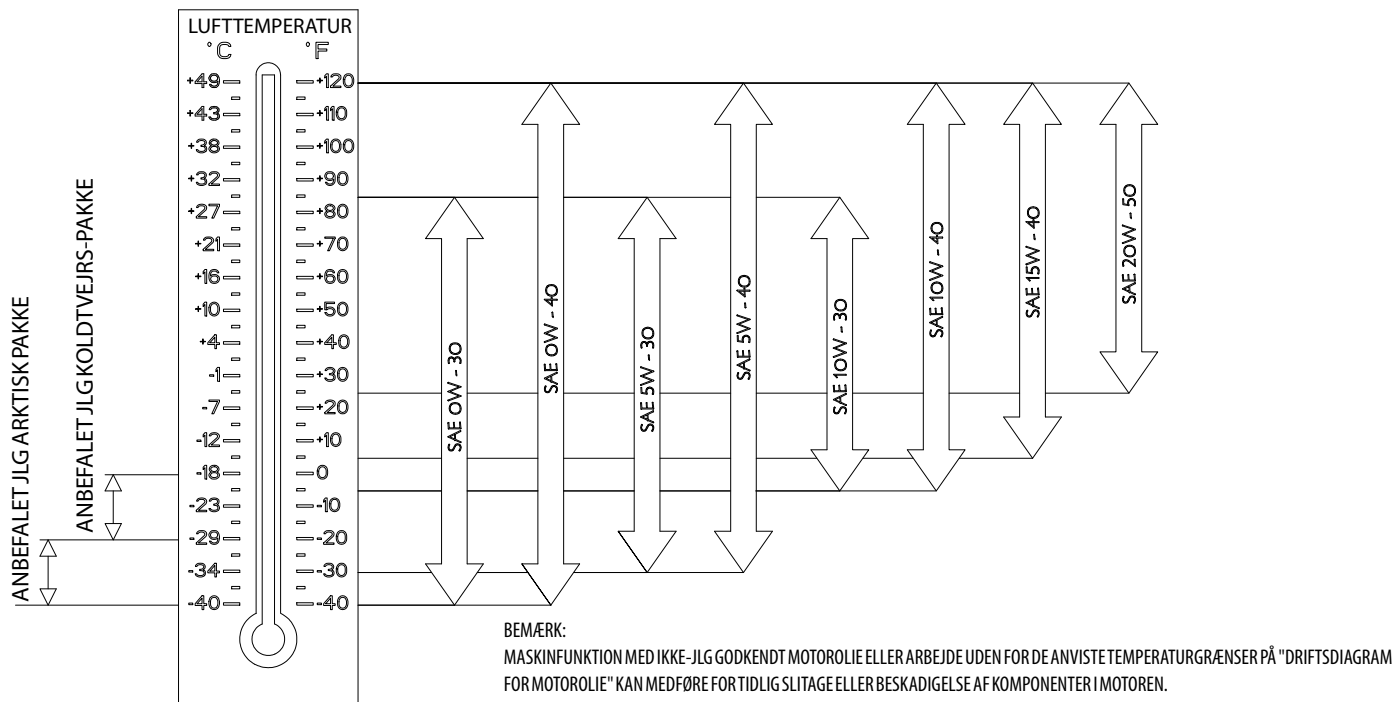 LUFTTEMPERATUR
°C °F
+49 +120
+43 +110
+38 +100
+32 +90
+27 +80
+21 +70
+16 +60
+10 +50
+4 +40
-1 +30
-7 +20
-12 +10
-18 0
-23 -10
-29 -20
-34 -30
-40 -40
ANBEFALET JLG ARKTISK PAKKE
ANBEFALET JLG KOLDTVEJRS-PAKKE
SAE 0W - 30
SAE 0W - 40
SAE 5W - 30
SAE 5W - 40
SAE 10W - 30
SAE 10W - 40
SAE 15W - 40
SAE 20W - 50
BEMÆRK:
MASKINFUNKTION MED IKKE-JLG GODKENDT MOTOROLIE ELLER ARBEJDE UDEN FOR DE ANVISTE TEMPERATURGRÆNSER PÅ "DRIFTSDIAGRAM
FOR MOTOROLIE" KAN MEDFØRE FOR TIDLIG SLITAGE ELLER BESKADIGELSE AF KOMPONENTER I MOTOREN.